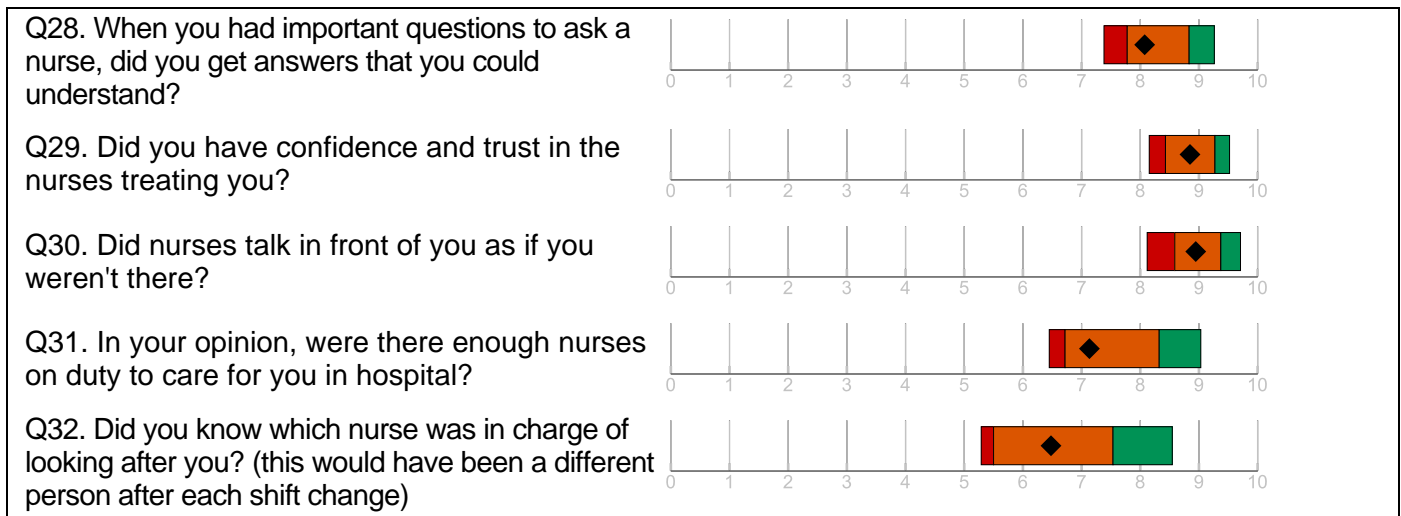 Q28. When you had important questions to ask a
nurse, did you get answers that you could
understand?
0 1 2 3 4 5 6 7 8 9 10
Q29. Did you have confidence and trust in the
nurses treating you?
0 1 2 3 4 5 6 7 8 9 10
Q30. Did nurses talk in front of you as if you
weren't there?
0 1 2 3 4 5 6 7 8 9 10
Q31. In your opinion, were there enough nurses
on duty to care for you in hospital?
0 1 2 3 4 5 6 7 8 9 10
Q32. Did you know which nurse was in charge of
looking after you? (this would have been a different
person after each shift change)
0 1 2 3 4 5 6 7 8 9 10